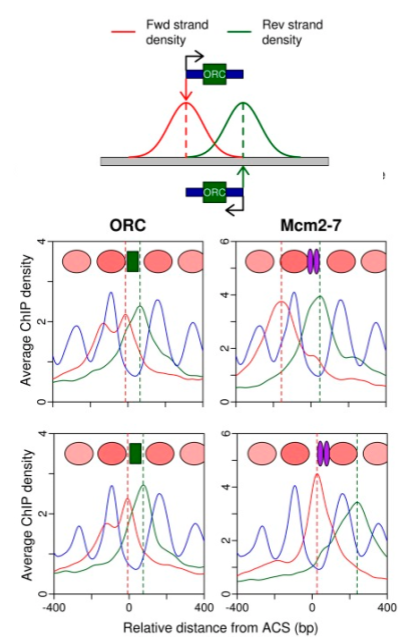 Fwd strand density
Rev strand density
ORC
ORC
ORC
Mcm2-7
Average ChIP density
4
2
0
6
4
2
0
Average ChIP density
4
2
0
-400
0
400
6
4
2
0
-400
0
400
Relative distance from ACS (bp)